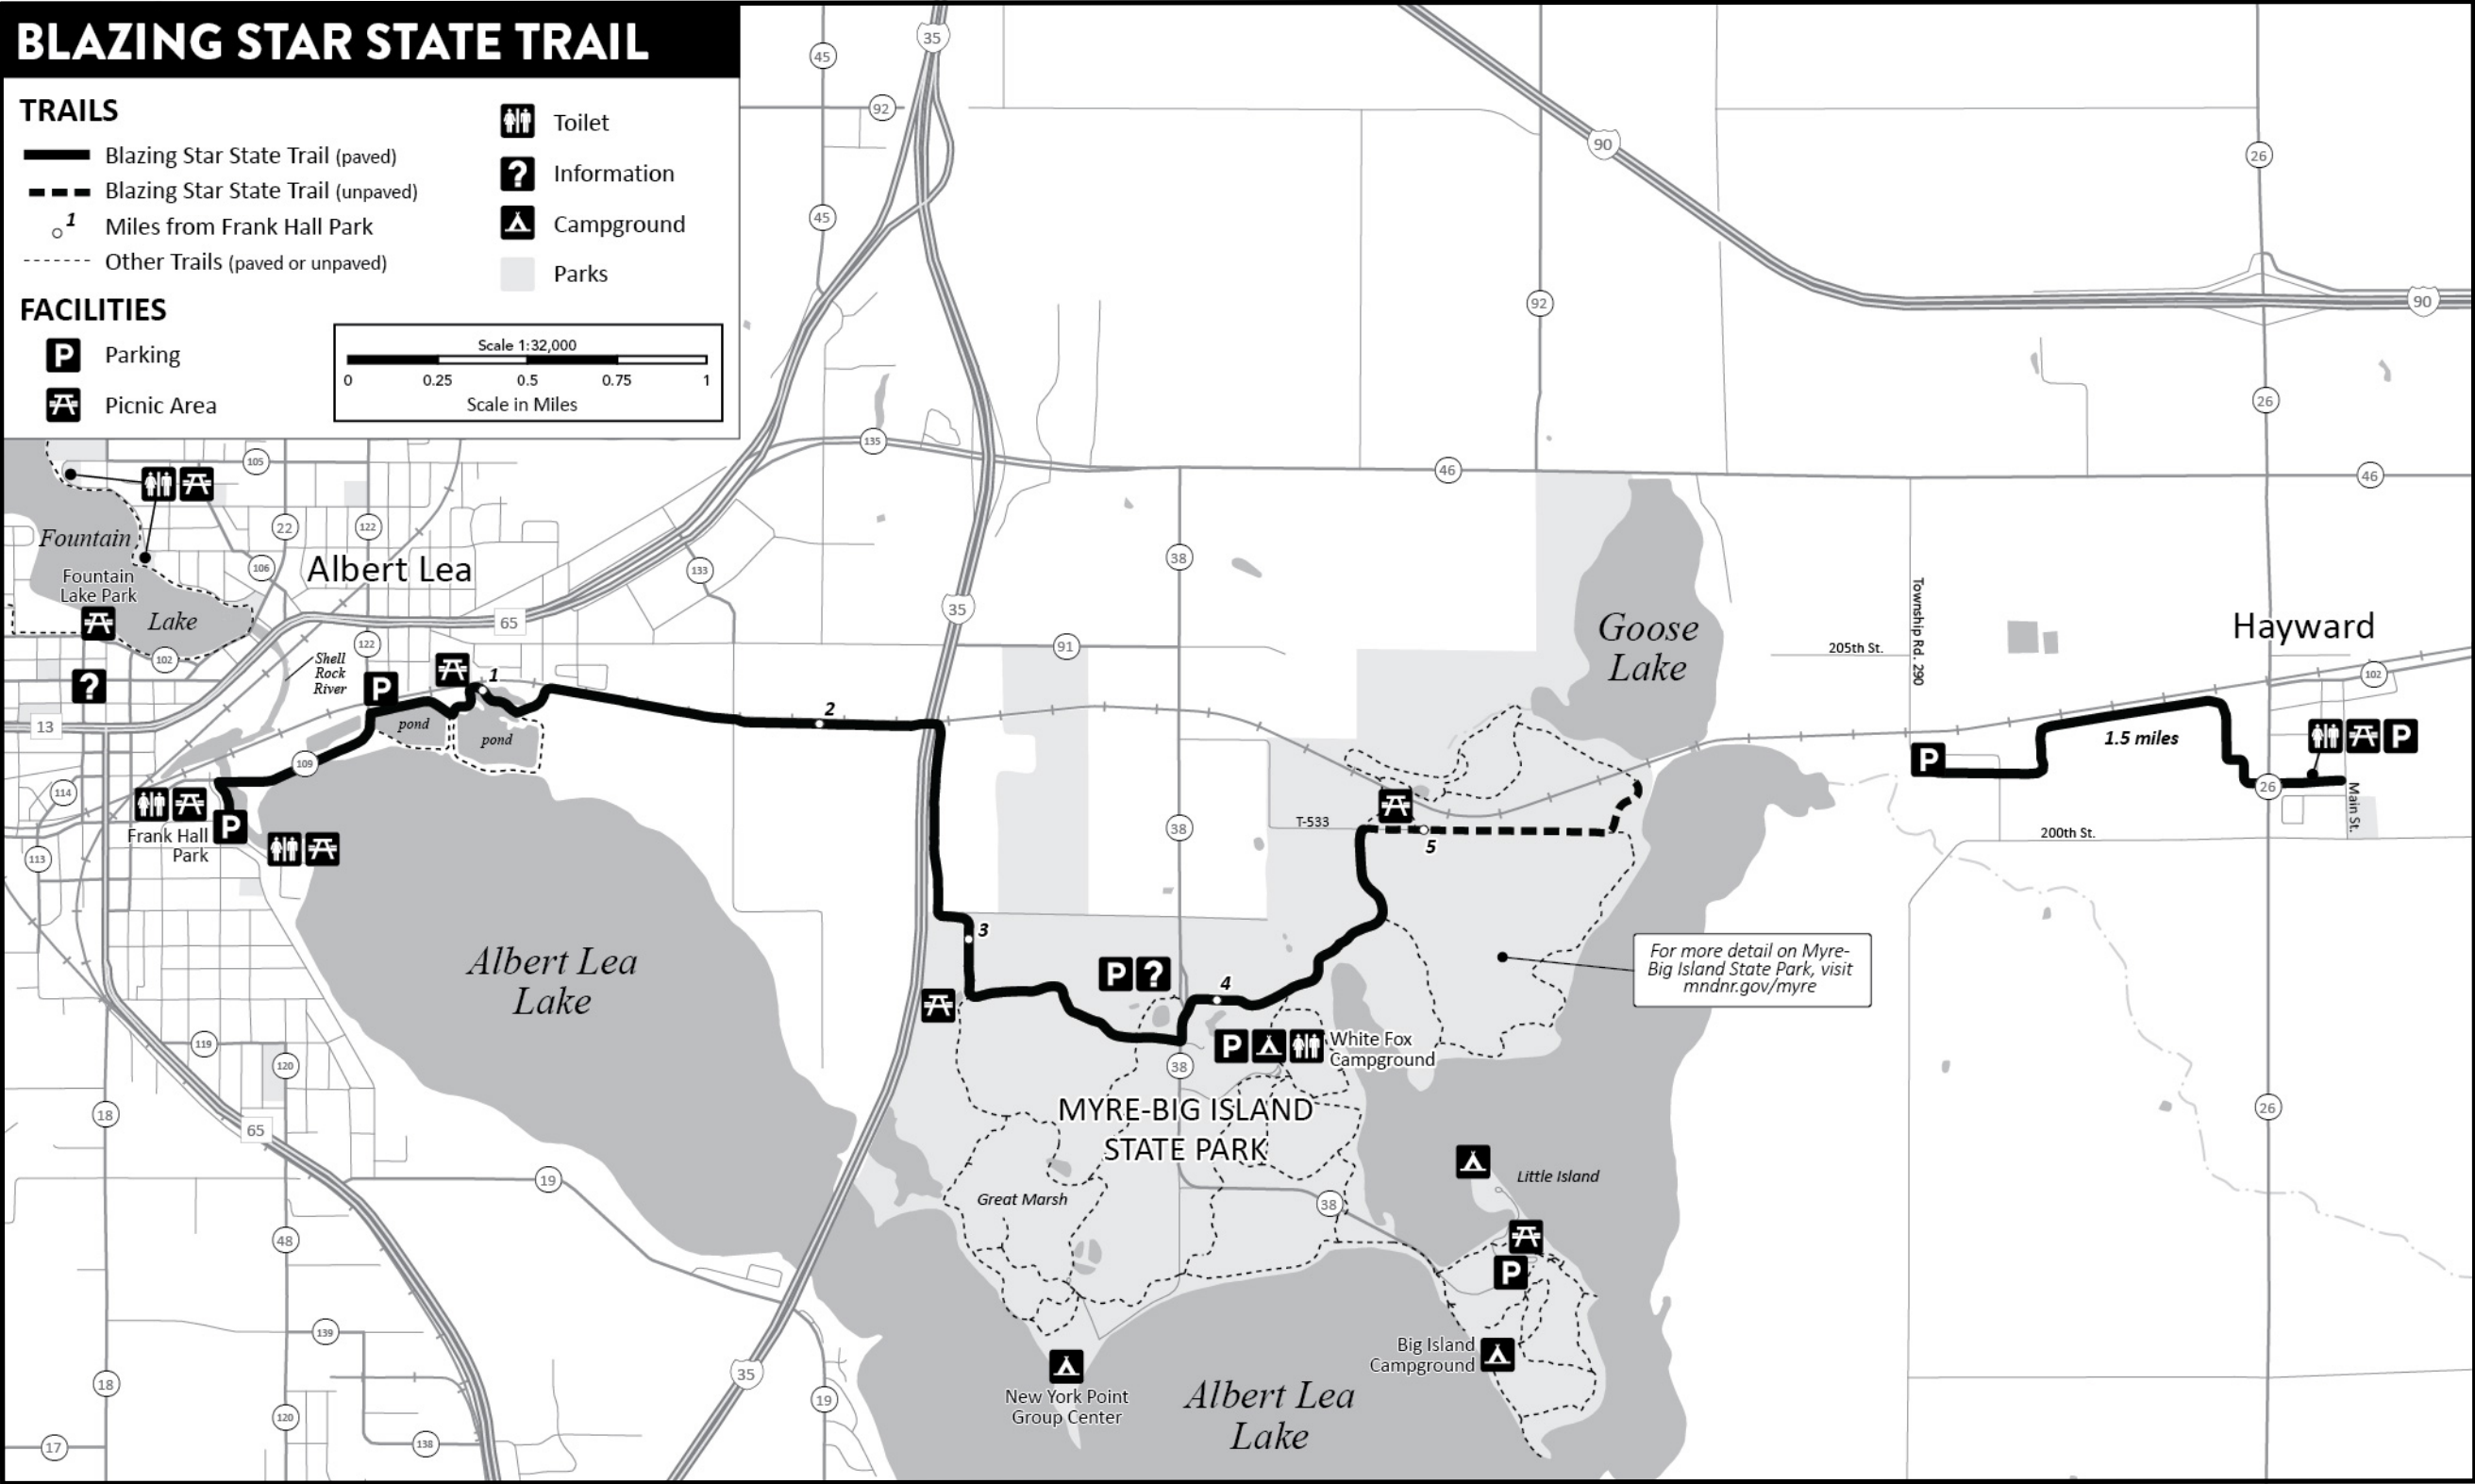 BLAZING STAR STATE TRAIL
TRAILS
Blazing Star State Trail (paved)
Blazing Star State Trail (unpaved)
1 Miles from Frank Hall Park
Other Trails (paved or unpaved)
FACILITIES
P Parking
Picnic Area
Toilet
? Information
Campground
Parks
Scale 1:32,000
0 0.25 0.5 0.75 1
Scale in Miles
45
35
92
45
90
26
92
90
26
135
46
46
105
22
122
Fountain
106
Albert Lea
133
38
Fountain
Lake Park
Lake
65
35
Goose
Lake
Township Rd. 290
Hayward
122
91
205th St.
102
Shell
Rock
River
?
P
1
102
13
pond
pond
2
1.5 miles
P
P
109
114
26
Main St.
Frank Hall
Park
P
T-533
38
5
200th St.
113
3
Albert Lea
Lake
P ?
4
For more detail on Myre-
Big Island State Park, visit
mndnr.gov/myre
119
120
P
White Fox
Campground
38
18
65
MYRE-BIG ISLAND
STATE PARK
26
19
Great Marsh
38
Little Island
48
P
139
18
35
19
Big Island
Campground
New York Point
Group Center
Albert Lea
Lake
120
17
138